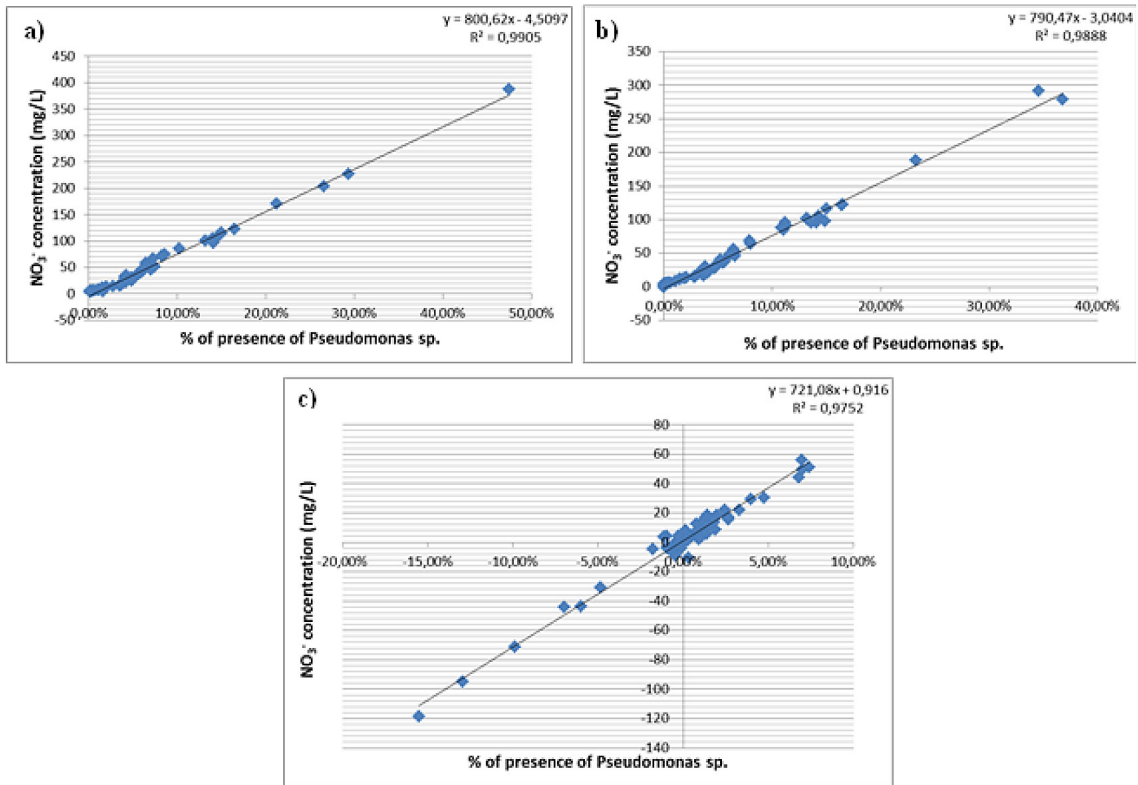 a)
y = 800,62x - 4,5097
R² = 0,9905
NO₃⁻ concentration (mg/L)
450
400
350
300
250
200
150
100
50
0
-50
0,00% 10,00% 20,00% 30,00% 40,00% 50,00%
% of presence of Pseudomonas sp.
b)
y = 790,47x - 3,0404
R² = 0,9888
NO₃⁻ concentration (mg/L)
350
300
250
200
150
100
50
0
-50
0,00% 10,00% 20,00% 30,00% 40,00%
% of presence of Pseudomonas sp.
c)
y = 721,08x + 0,916
R² = 0,9752
NO₃⁻ concentration (mg/L)
80
60
40
20
0
-20,00% -15,00% -10,00% -5,00% 0,00% 5,00% 10,00%
-20
-40
-60
-80
-100
-120
-140
% of presence of Pseudomonas sp.